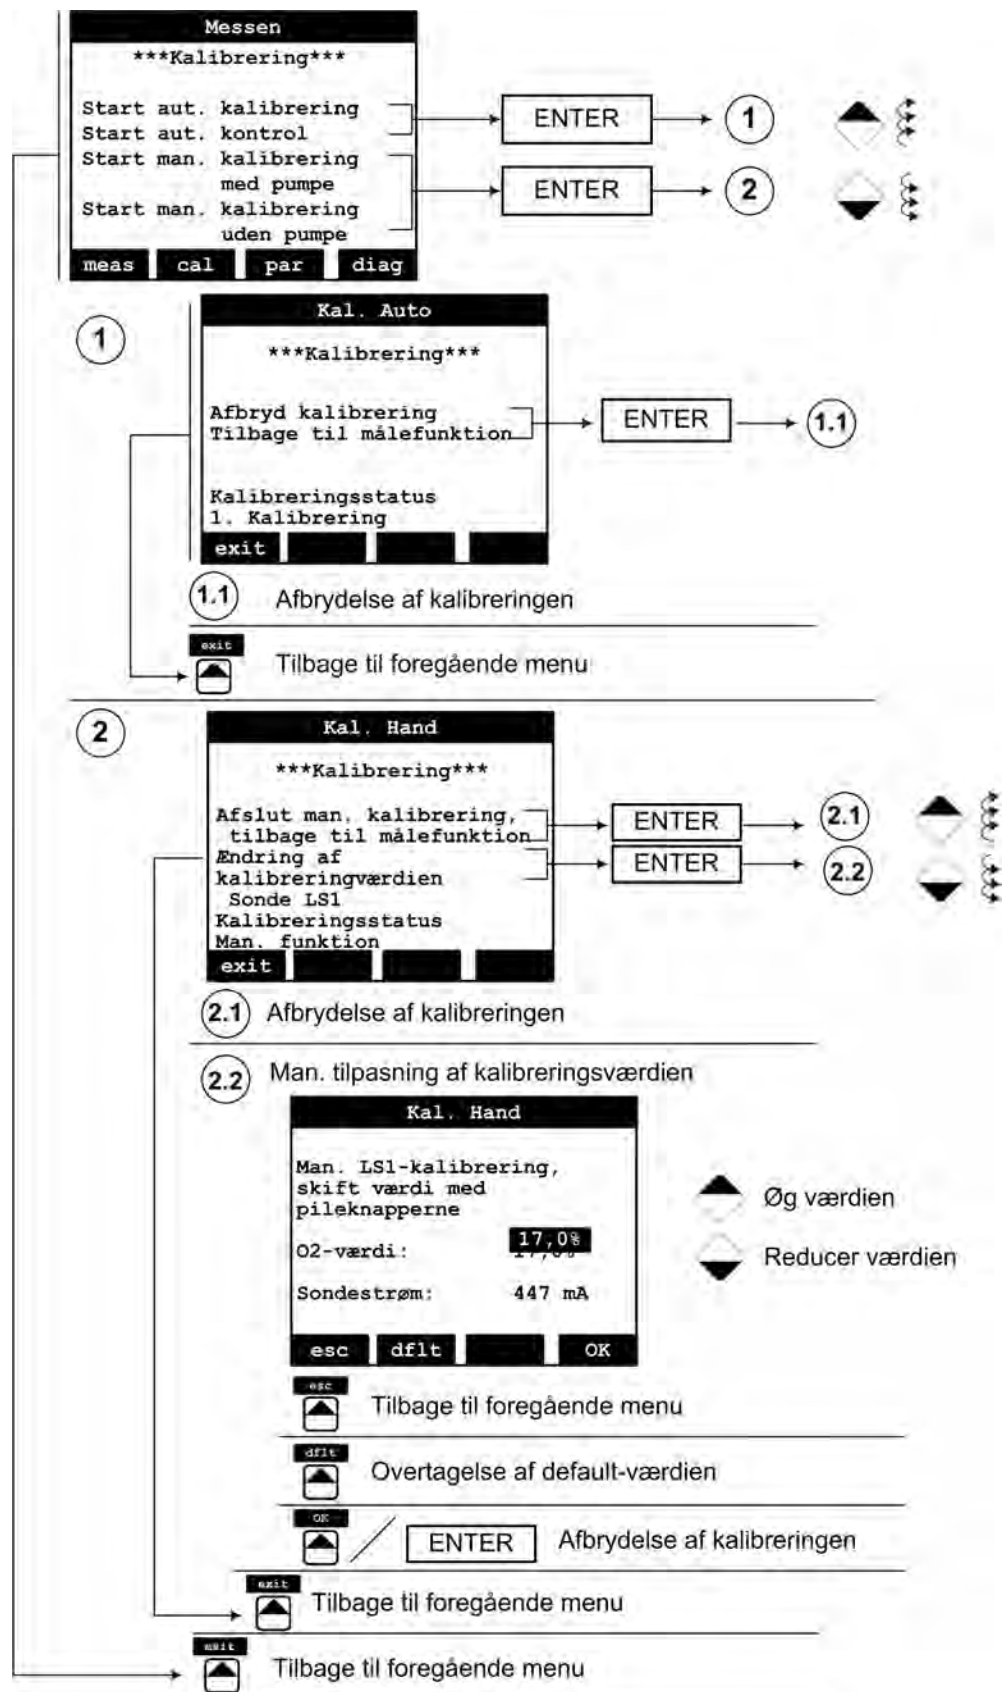 Messen
***Kalibrering***
Start aut. kalibrering
Start aut. kontrol
Start man. kalibrering
med pumpe
Start man. kalibrering
uden pumpe
meas cal par diag
ENTER 1
ENTER 2
1
Kal. Auto
***Kalibrering***
Afbryd kalibrering
Tilbage til målefunktion
ENTER 1.1
Kalibreringsstatus
1. Kalibrering
exit
1.1 Afbrydelse af kalibreringen
exit
Tilbage til foregående menu
2
Kal. Hand
***Kalibrering***
Afslut man, kalibrering,
tilbage til målefunktion
Ændring af
kalibreringværdien
Sonde LS1
Kalibreringsstatus
Man. funktion
exit
ENTER 2.1
ENTER 2.2
2.1 Afbrydelse af kalibreringen
2.2 Man. tilpasning af kalibreringsværdien
Kal. Hand
Man. LS1-kalibrering,
skift værdi med
pileknapperne
O2-værdi: 17,0%
Sondestrøm: 447 mA
esc dflt OK
Øg værdien
Reducer værdien
esc
Tilbage til foregående menu
dflt
Overtagelse af default-værdien
OK
ENTER Afbrydelse af kalibreringen
exit
Tilbage til foregående menu
exit
Tilbage til foregående menu